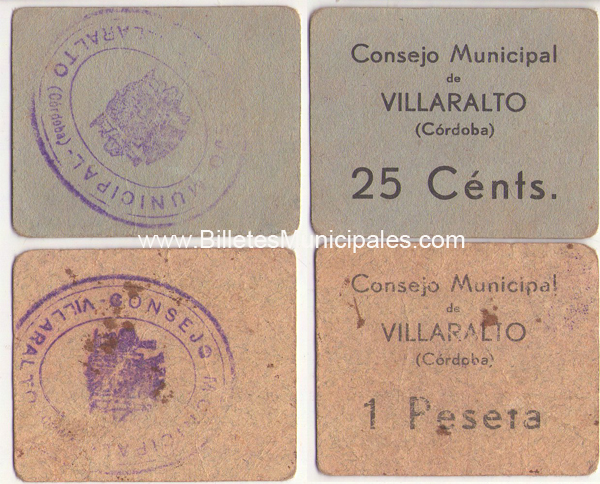 CONSEJO MUNICIPAL - VILLARALTO (Córdoba)
Consejo Municipal
de
VILLARALTO
(Córdoba)
25 Cénts.
www.BilletesMunicipales.com
CONSEJO MUNICIPAL - VILLARALTO
Consejo Municipal
de
VILLARALTO
(Córdoba)
1 Peseta